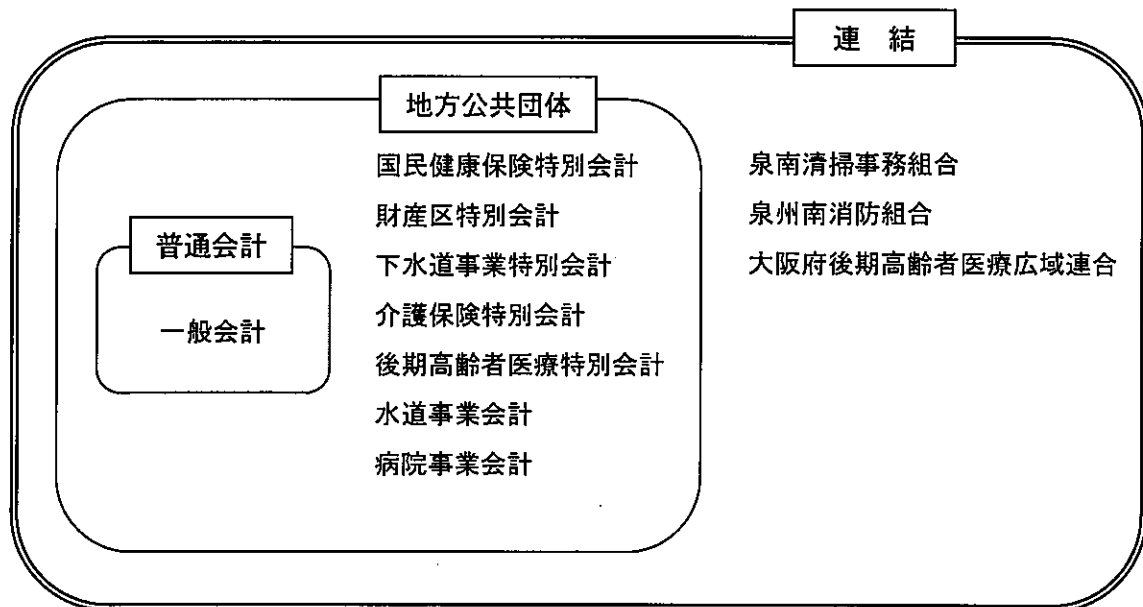 連 結
地方公共団体
国民健康保険特別会計
財産区特別会計
下水道事業特別会計
介護保険特別会計
後期高齢者医療特別会計
水道事業会計
病院事業会計
普通会計
一般会計
泉南清掃事務組合
泉州南消防組合
大阪府後期高齢者医療広域連合